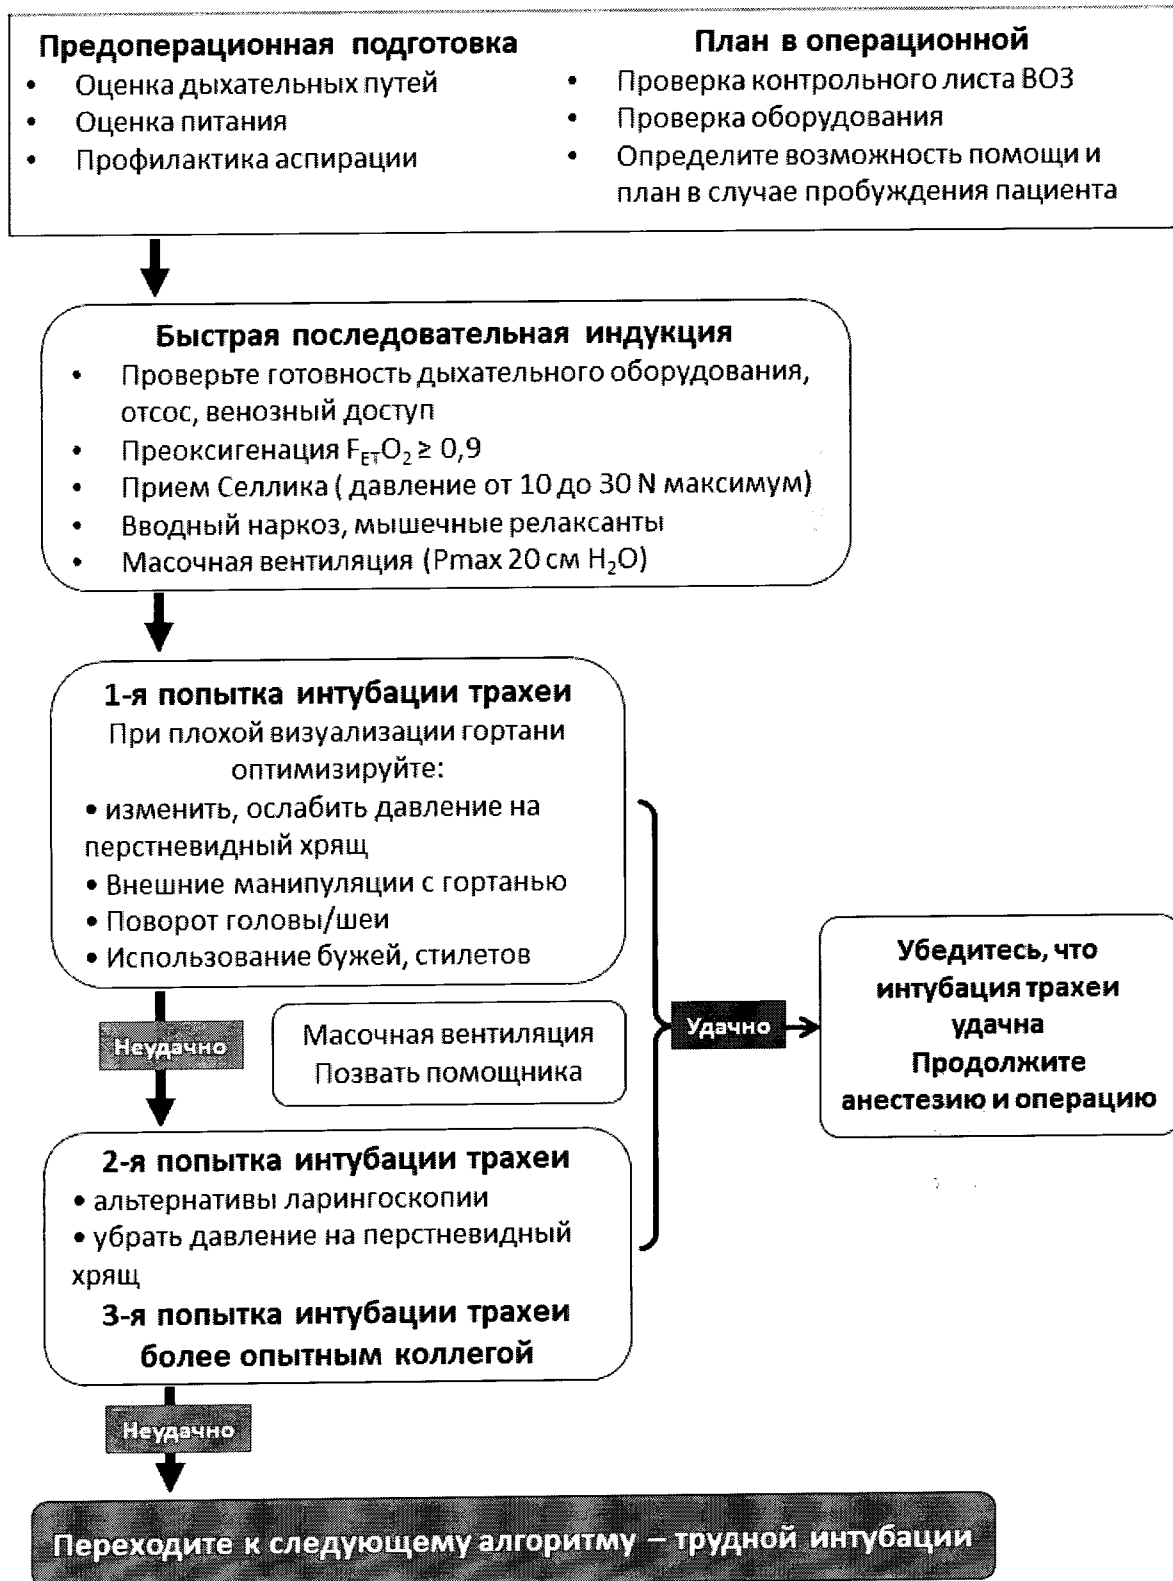 Предоперационная подготовка
• Оценка дыхательных путей
• Оценка питания
• Профилактика аспирации
План в операционной
• Проверка контрольного листа ВОЗ
• Проверка оборудования
• Определите возможность помощи и
план в случае пробуждения пациента
Быстрая последовательная индукция
• Проверьте готовность дыхательного оборудования,
отсос, венозный доступ
• Преоксигенация FETO2 ≥ 0,9
• Прием Селлика ( давление от 10 до 30 N максимум)
• Вводный наркоз, мышечные релаксанты
• Масочная вентиляция (Pmax 20 см H2O)
1-я попытка интубации трахеи
При плохой визуализации гортани
оптимизируйте:
• изменить, ослабить давление на
перстневидный хрящ
• Внешние манипуляции с гортанью
• Поворот головы/шеи
• Использование бужей, стилетов
Неудачно
Масочная вентиляция
Позвать помощника
Удачно
Убедитесь, что
интубация трахеи
удачна
Продолжите
анестезию и операцию
2-я попытка интубации трахеи
• альтернативы ларингоскопии
• убрать давление на перстневидный
хрящ
3-я попытка интубации трахеи
более опытным коллегой
Неудачно
Переходите к следующему алгоритму – трудной интубации